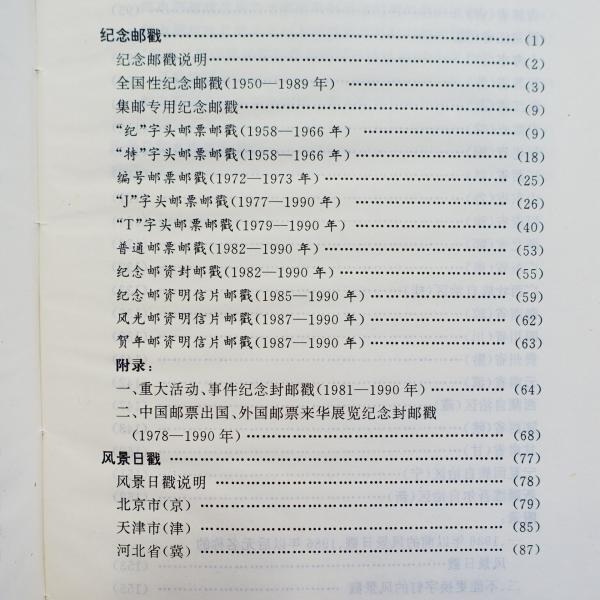 纪念邮戳……………………………………………………(1)
纪念邮戳说明………………………………………………(2)
全国性纪念邮戳(1950—1989年)…………………………(3)
集邮专用纪念邮戳…………………………………………(9)
“纪”字头邮票邮戳(1958—1966年)………………………(9)
“特”字头邮票邮戳(1958—1966年)………………………(18)
编号邮票邮戳(1972—1973年)……………………………(25)
“J”字头邮票邮戳(1977—1990年)………………………(26)
“T”字头邮票邮戳(1979—1990年)………………………(40)
普通邮票邮戳(1982—1990年)……………………………(53)
纪念邮资封邮戳(1982—1990年)…………………………(55)
纪念邮资明信片邮戳(1985—1990年)……………………(59)
风光邮资明信片邮戳(1987—1990年)……………………(62)
贺年邮资明信片邮戳(1987—1990年)……………………(63)
附录:
一、重大活动、事件纪念封邮戳(1981—1990年)…………(64)
二、中国邮票出国、外国邮票来华展览纪念封邮戳
(1978—1990年)……………………………………………(68)
风景日戳……………………………………………………(77)
风景日戳说明………………………………………………(78)
北京市(京)…………………………………………………(79)
天津市(津)…………………………………………………(85)
河北省(冀)…………………………………………………(87)